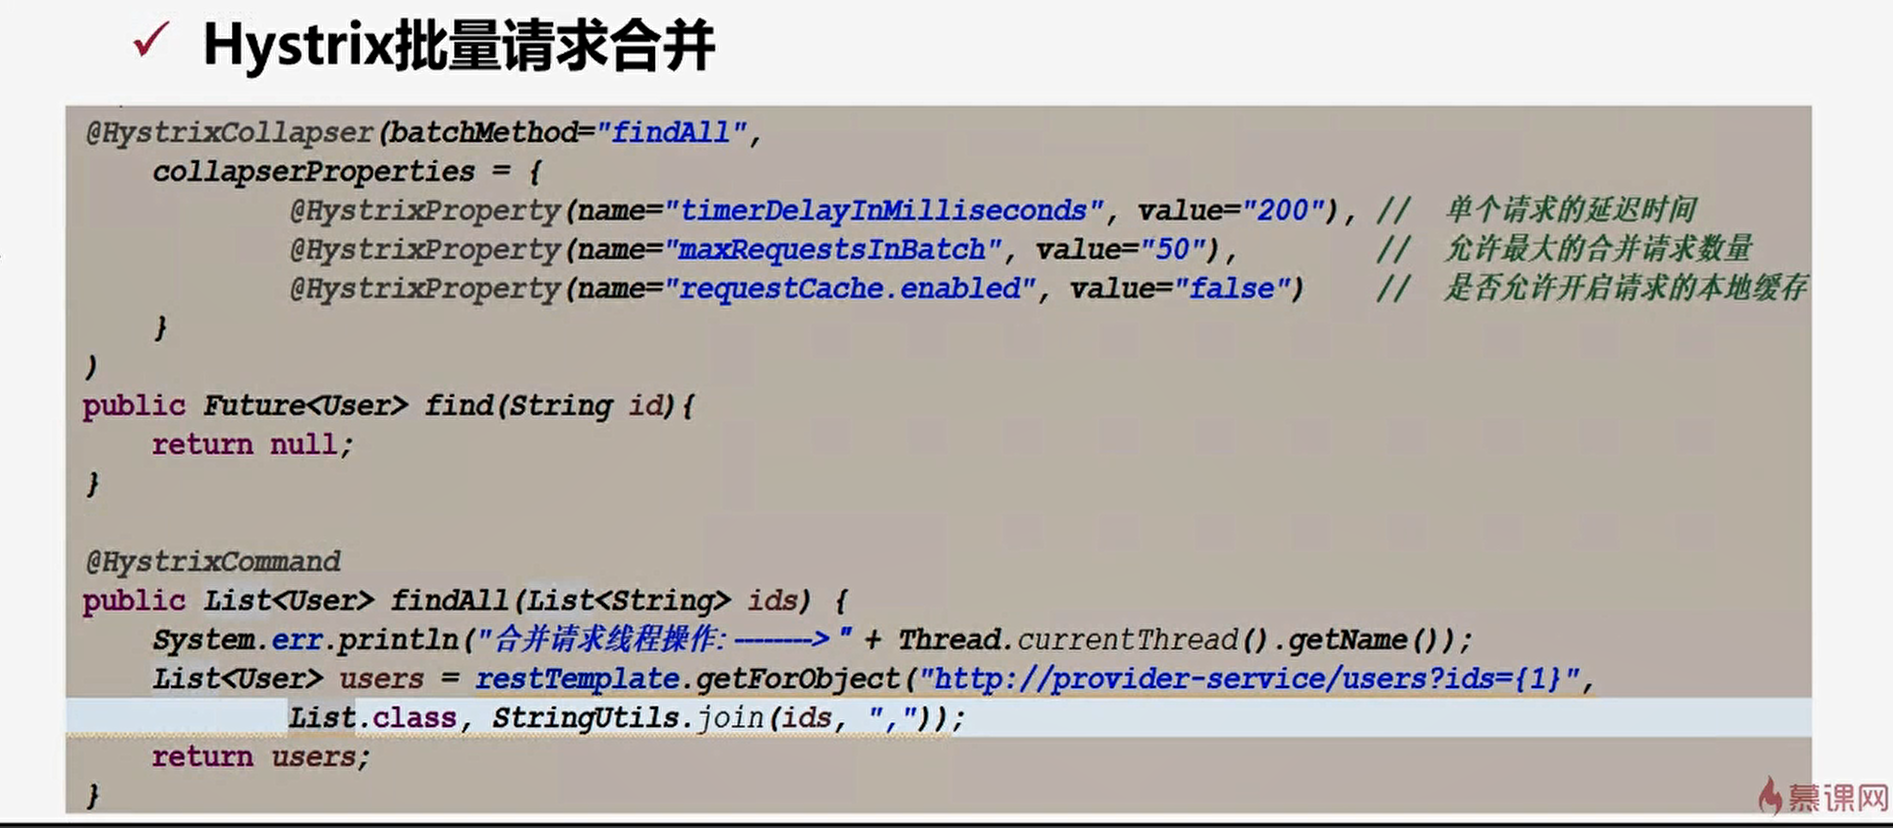 ✓ Hystrix批量请求合并
@HystrixCollapser(batchMethod="findAll",
collapserProperties = {
@HystrixProperty(name="timerDelayInMilliseconds", value="200"), // 单个请求的延迟时间
@HystrixProperty(name="maxRequestsInBatch", value="50"), // 允许最大的合并请求数量
@HystrixProperty(name="requestCache.enabled", value="false") // 是否允许开启请求的本地缓存
}
)
public Future<User> find(String id){
return null;
}
@HystrixCommand
public List<User> findAll(List<String> ids) {
System.err.println("合并请求线程操作: --------> " + Thread.currentThread().getName());
List<User> users = restTemplate.getForObject("http://provider-service/users?ids={1}",
List.class, StringUtils.join(ids, ","));
return users;
}
慕课网